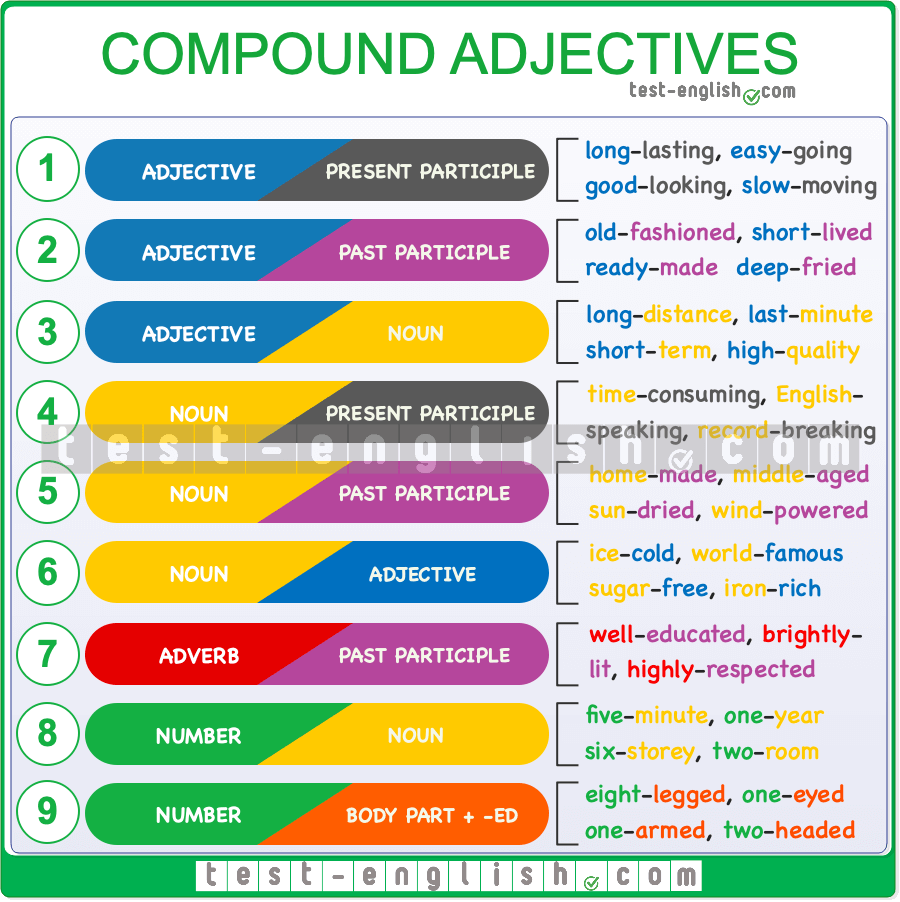 COMPOUND ADJECTIVES
test-english.com
1 ADJECTIVE PRESENT PARTICIPLE
long-lasting, easy-going
good-looking, slow-moving
2 ADJECTIVE PAST PARTICIPLE
old-fashioned, short-lived
ready-made deep-fried
3 ADJECTIVE NOUN
long-distance, last-minute
short-term, high-quality
4 NOUN PRESENT PARTICIPLE
time-consuming, English-
speaking, record-breaking
test-english.com
5 NOUN PAST PARTICIPLE
home-made, middle-aged
sun-dried, wind-powered
6 NOUN ADJECTIVE
ice-cold, world-famous
sugar-free, iron-rich
7 ADVERB PAST PARTICIPLE
well-educated, brightly-
lit, highly-respected
8 NUMBER NOUN
five-minute, one-year
six-storey, two-room
9 NUMBER BODY PART + -ED
eight-legged, one-eyed
one-armed, two-headed
test-english.com